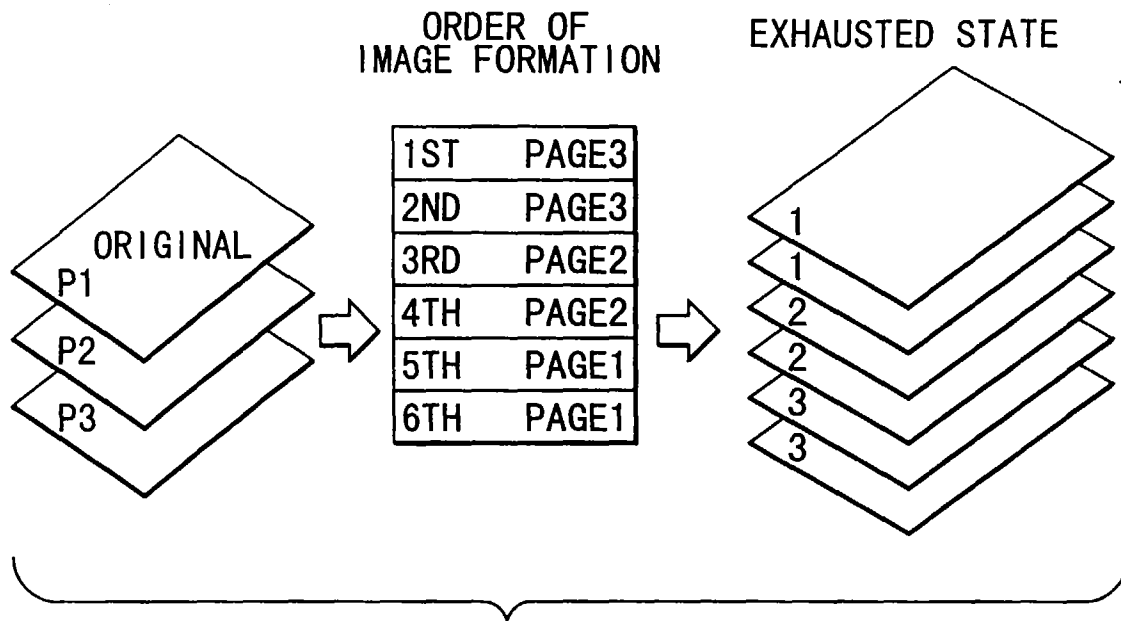 ORDER OF
IMAGE FORMATION
EXHAUSTED STATE
ORIGINAL
P1
P2
P3
1ST PAGE3
2ND PAGE3
3RD PAGE2
4TH PAGE2
5TH PAGE1
6TH PAGE1
1
1
2
2
3
3